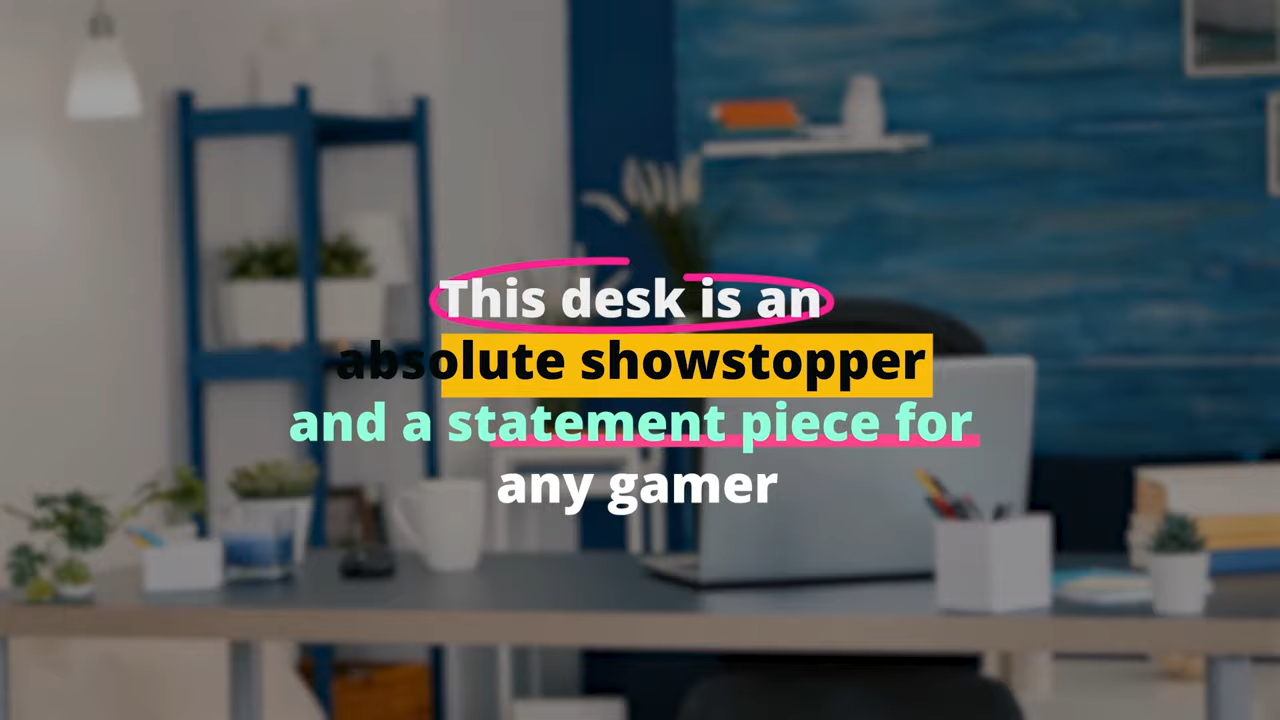 This desk is an
absolute showstopper
and a statement piece for
any gamer